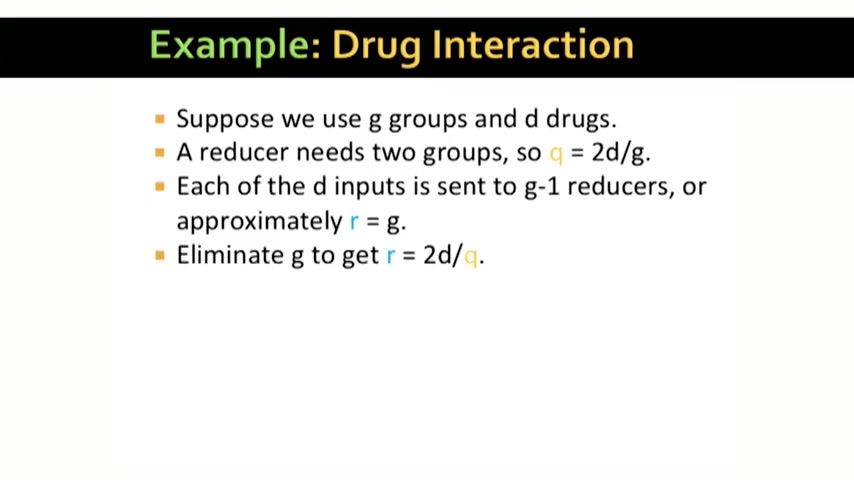 Example: Drug Interaction
Suppose we use g groups and d drugs.
A reducer needs two groups, so q = 2d/g.
Each of the d inputs is sent to g-1 reducers, or
approximately r = g.
Eliminate g to get r = 2d/q.